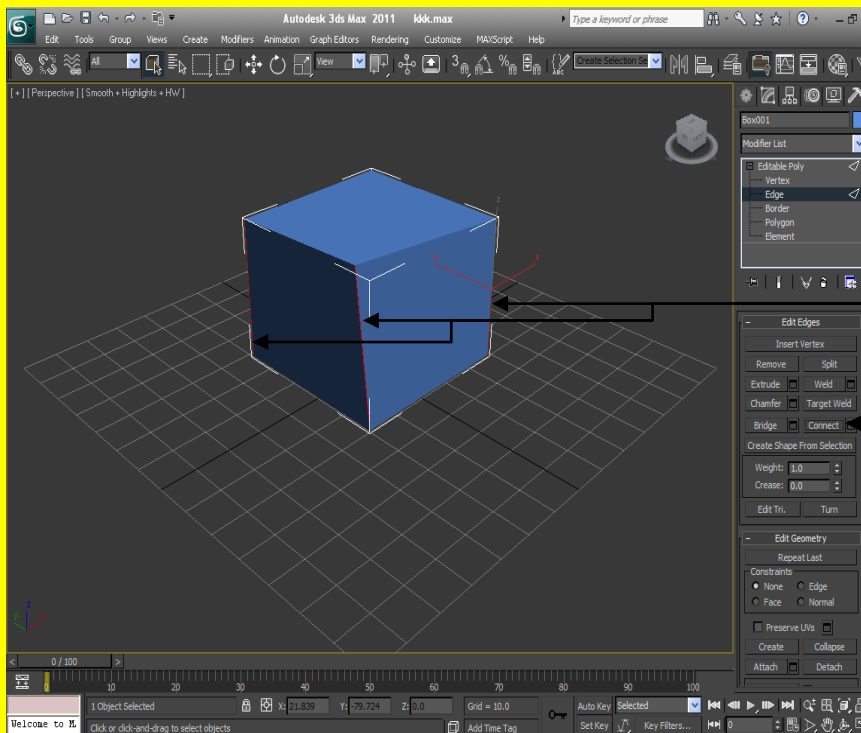 Autodesk 3ds Max 2011 kkk.max
Type a keyword or phrase
Edit Tools Group Views Create Modifiers Animation Graph Editors Rendering Customize MAXScript Help
All
View
3
Create Selection Se
[ + ] [ Perspective ] [ Smooth + Highlights + HW ]
Box001
Modifier List
Editable Poly
Vertex
Edge
Border
Polygon
Element
z
x
Edit Edges
Insert Vertex
Remove Split
Extrude Weld
Chamfer Target Weld
Bridge Connect
Create Shape From Selection
Weight: 1.0
Crease: 0.0
Edit Tri. Turn
Edit Geometry
Repeat Last
Constraints
None Edge
Face Normal
Preserve UVs
Create Collapse
Attach Detach
z
y x
< 0 / 100 >
0 10 20 30 40 50 60 70 80 90 100
1 Object Selected X: 21.839 Y: -79.724 Z: 0.0 Grid = 10.0 Auto Key Selected
Welcome to M. Click or click-and-drag to select objects Add Time Tag Set Key Key Filters... 0